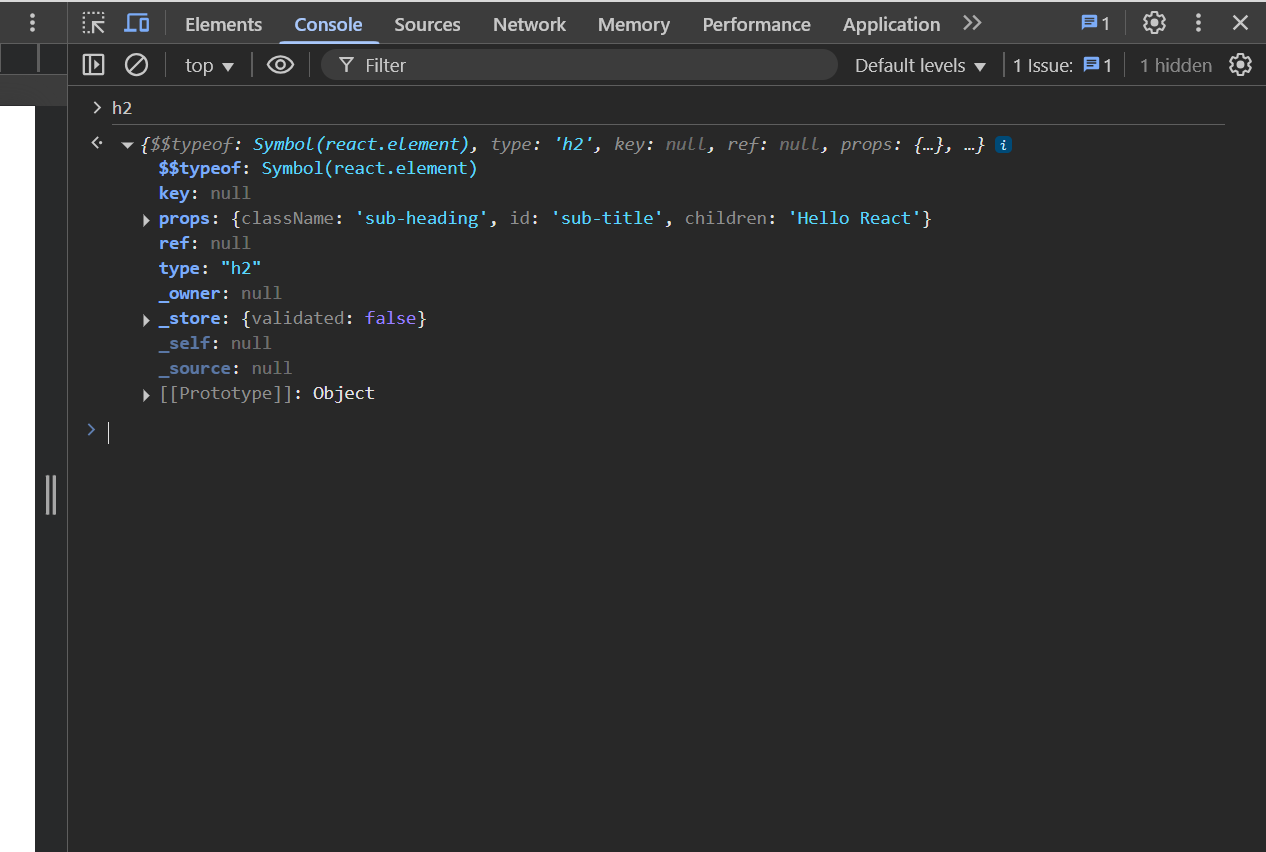 Elements Console Sources Network Memory Performance Application 1
top Filter Default levels 1 Issue: 1 1 hidden
h2
{$$typeof: Symbol(react.element), type: 'h2', key: null, ref: null, props: {…}, …} i
$$typeof: Symbol(react.element)
key: null
props: {className: 'sub-heading', id: 'sub-title', children: 'Hello React'}
ref: null
type: "h2"
_owner: null
_store: {validated: false}
_self: null
_source: null
[[Prototype]]: Object